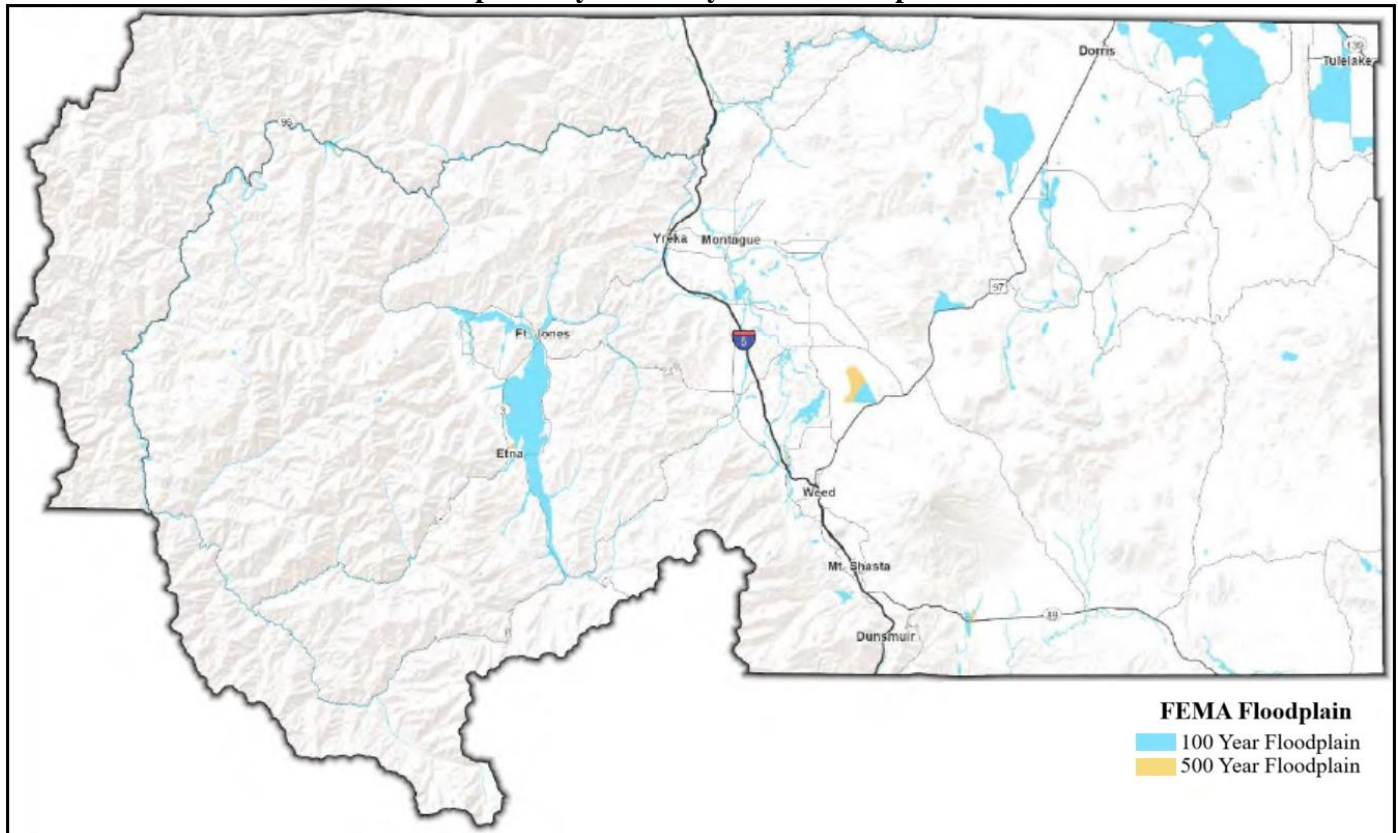 Dorris
139
Tulelake
96
Yreka
Montague
97
Ft. Jones
5
3
Etna
Weed
Mt. Shasta
89
Dunsmuir
FEMA Floodplain
100 Year Floodplain
500 Year Floodplain